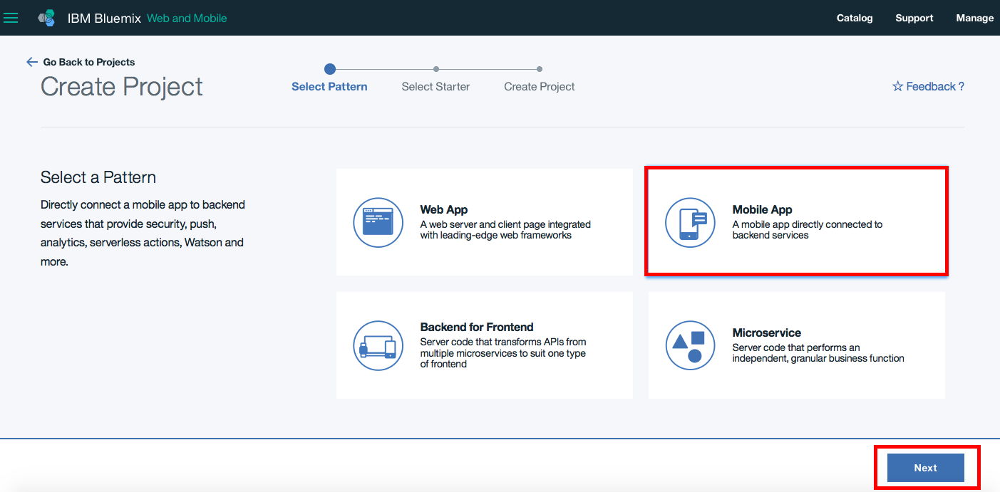 IBM Bluemix Web and Mobile
Catalog Support Manage
Go Back to Projects
Create Project
Select Pattern Select Starter Create Project
Feedback ?
Select a Pattern
Directly connect a mobile app to backend
services that provide security, push,
analytics, serverless actions, Watson and
more.
Web App
A web server and client page integrated
with leading-edge web frameworks
Mobile App
A mobile app directly connected to
backend services
Backend for Frontend
Server code that transforms APIs from
multiple microservices to suit one type
of frontend
Microservice
Server code that performs an
independent, granular business function
Next